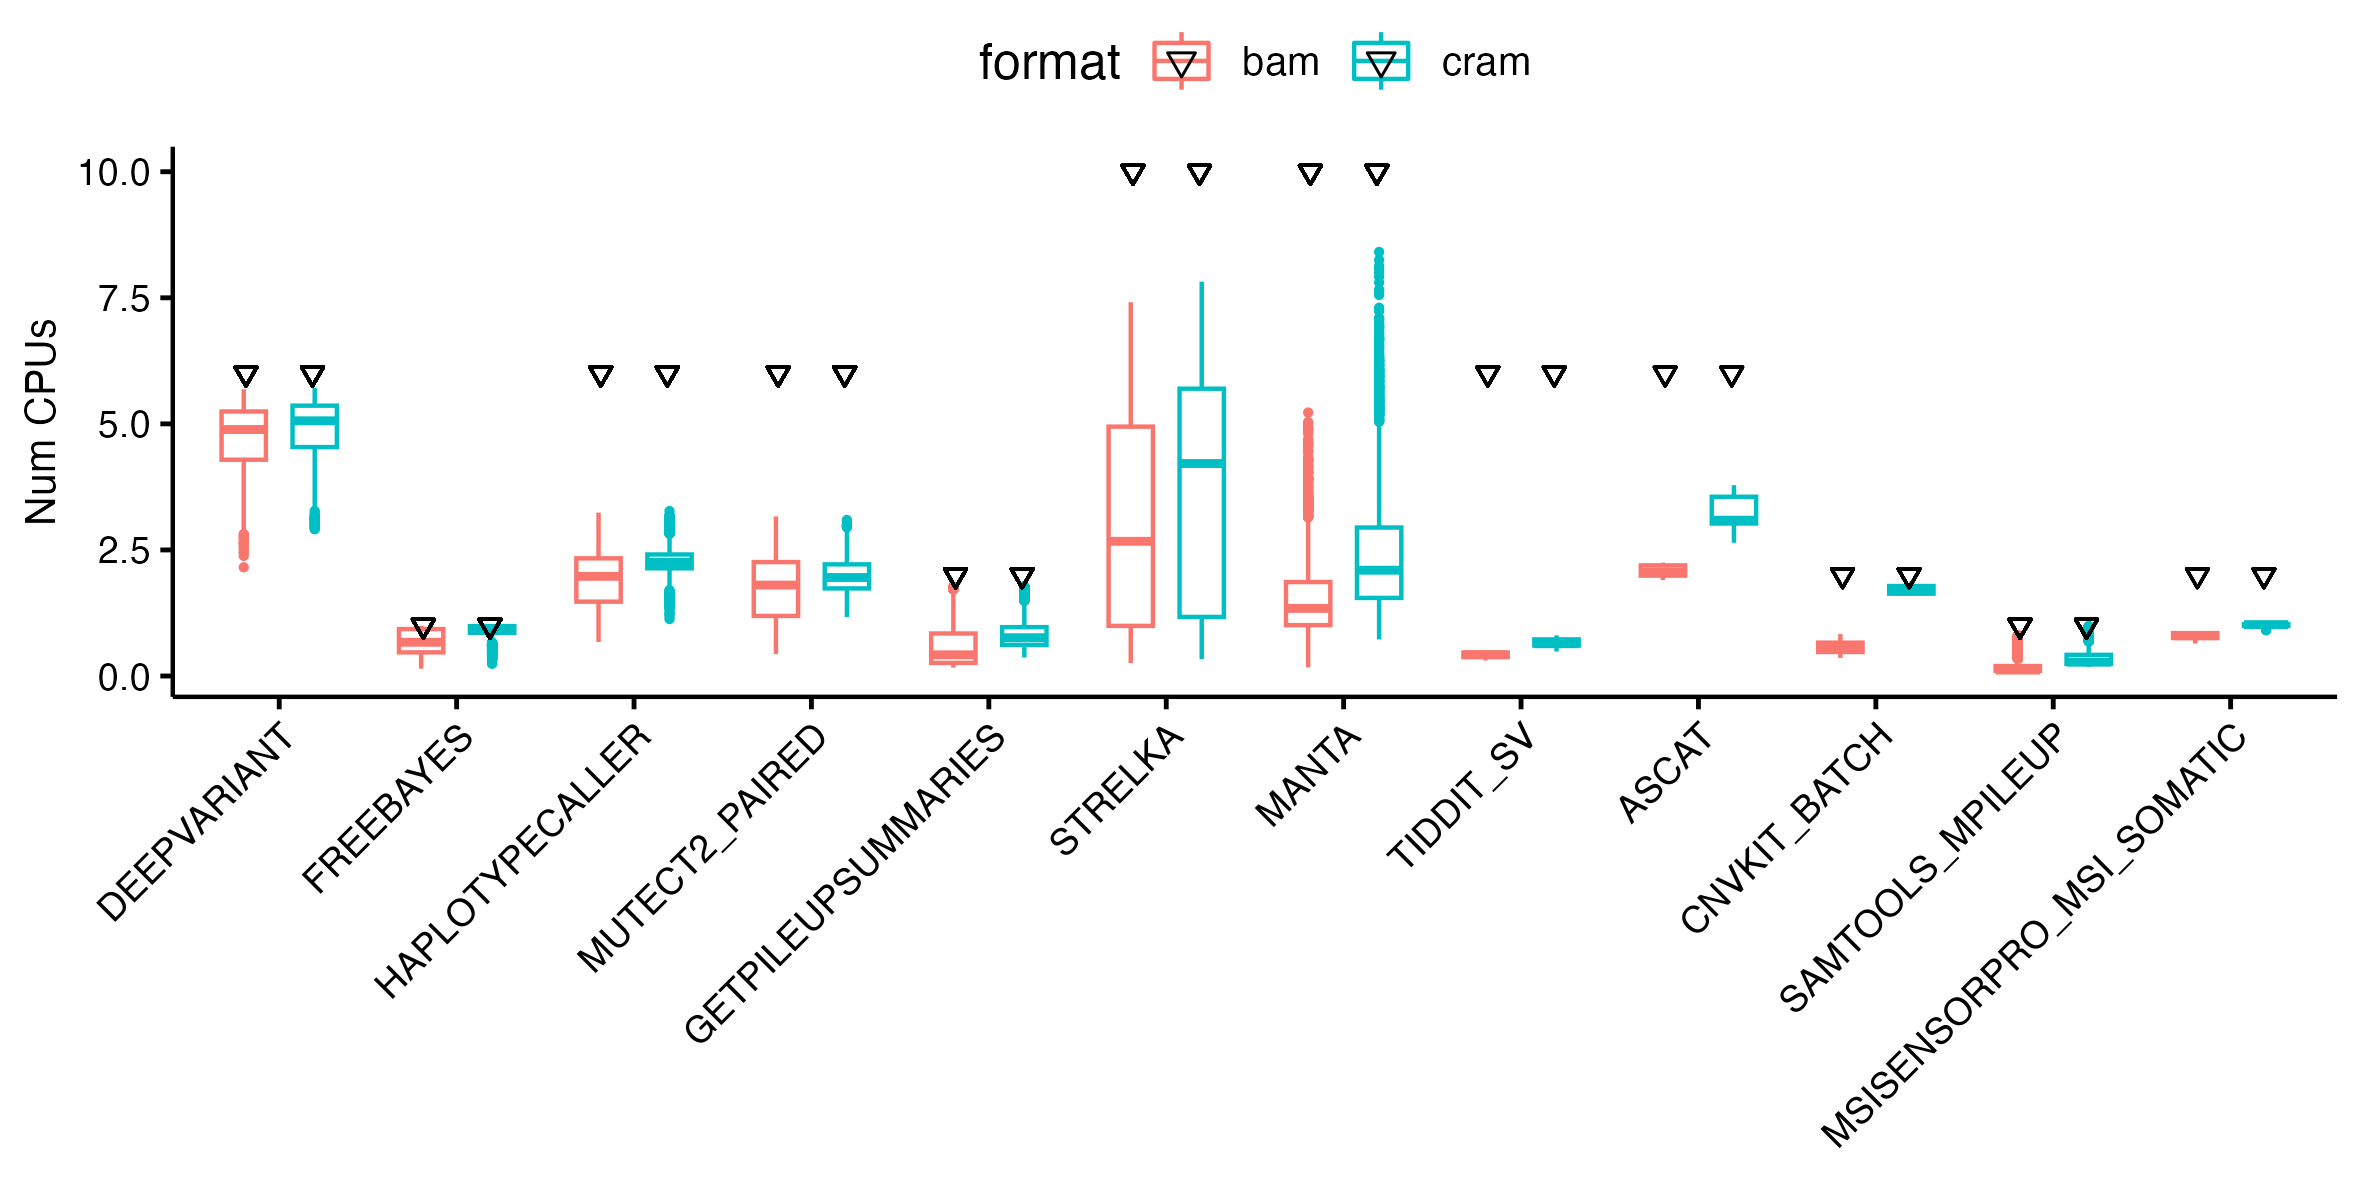 format bam cram
Num CPUs
10.0
7.5
5.0
2.5
0.0
DEEPVARIANT
FREEBAYES
HAPLOTYPECALLER
MUTECT2_PAIRED
GETPILEUPSUMMARIES
STRELKA
MANTA
TIDDIT_SV
ASCAT
CNVKIT_BATCH
SAMTOOLS_MPILEUP
MSISENSORPRO_MSI_SOMATIC